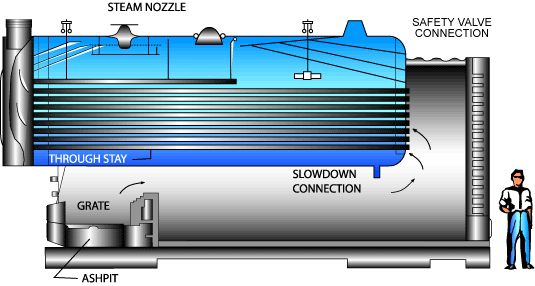 STEAM NOZZLE
SAFETY VALVE
CONNECTION
THROUGH STAY
SLOWDOWN
CONNECTION
GRATE
ASHPIT